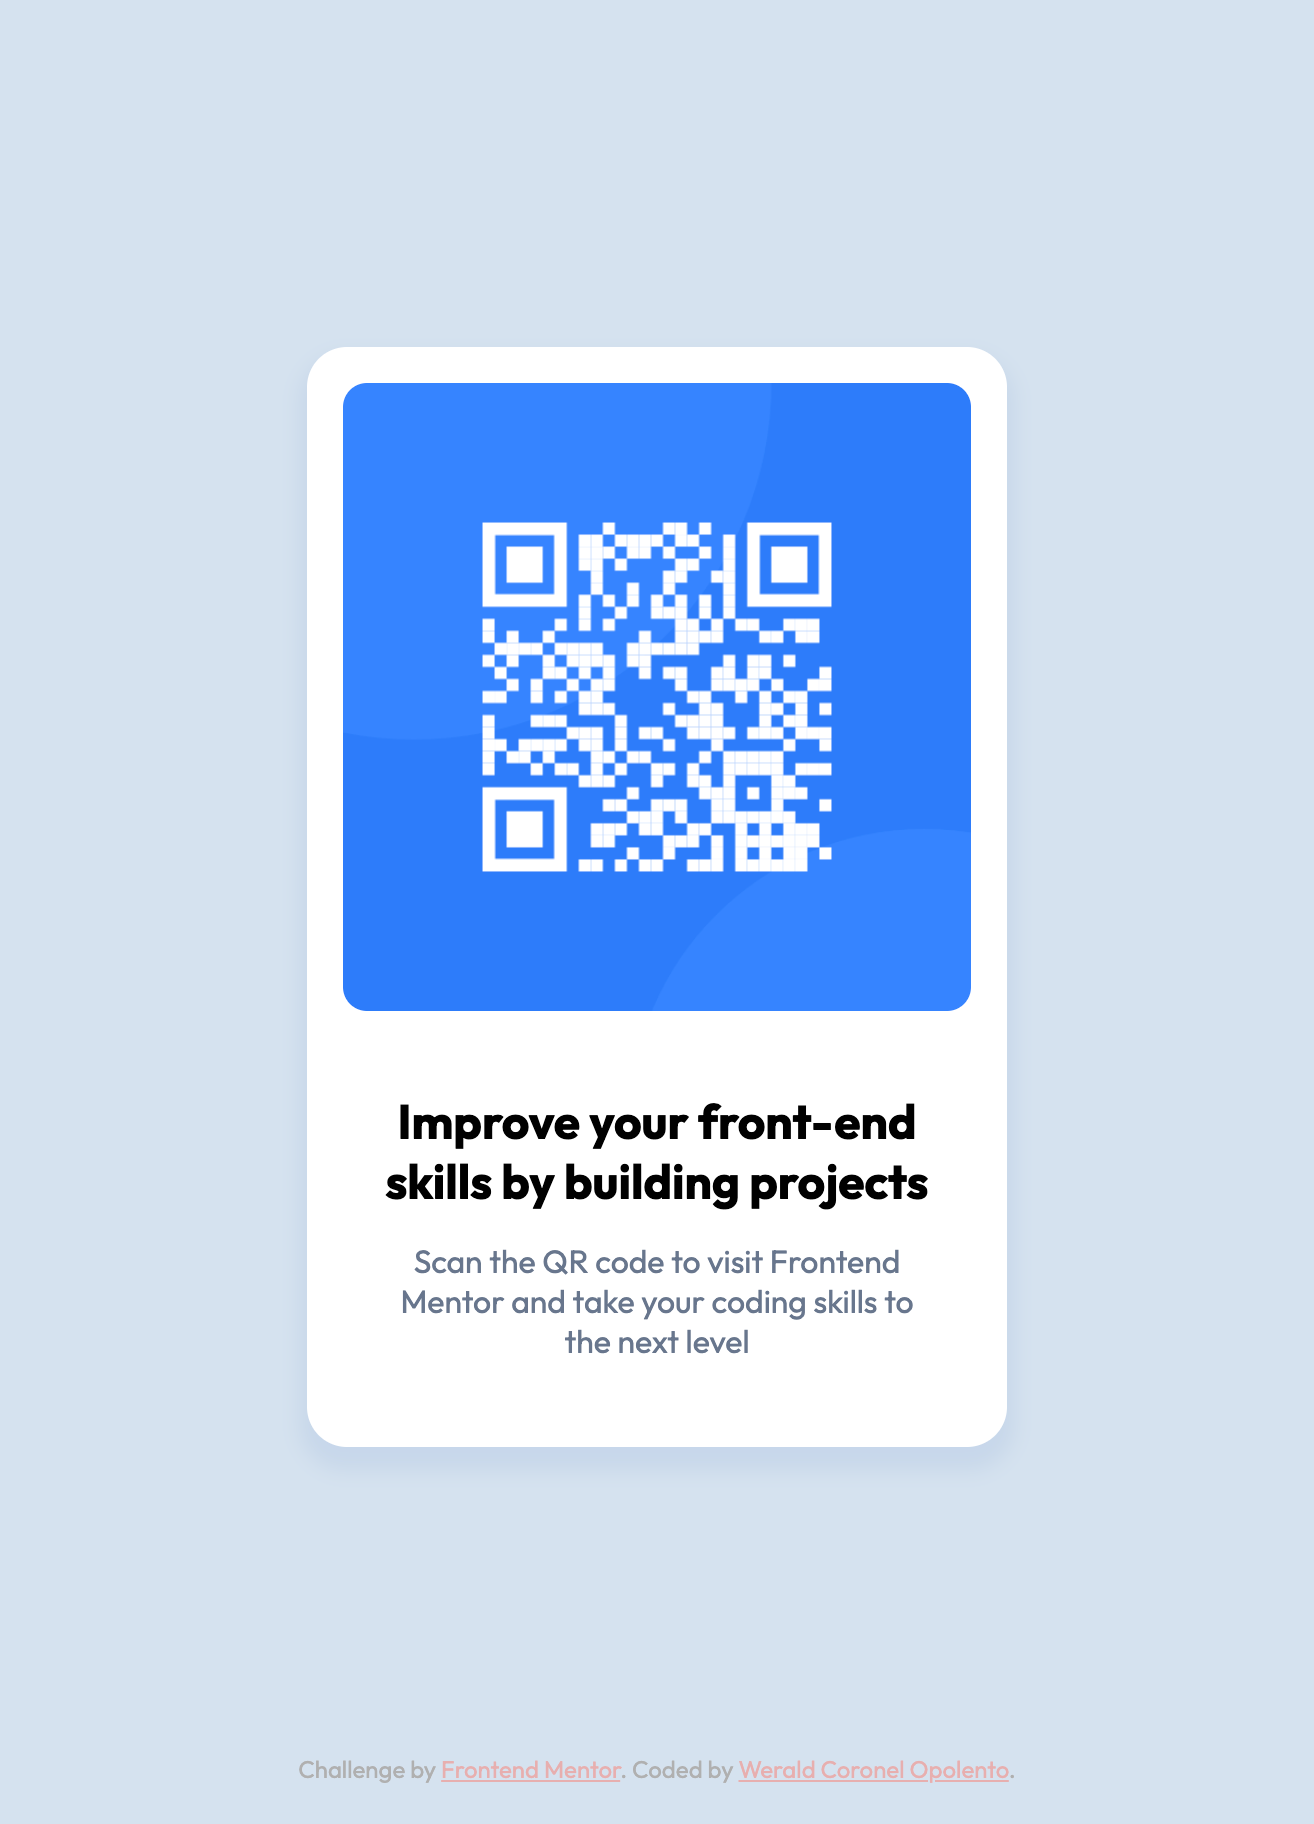 Improve your front-end
skills by building projects
Scan the QR code to visit Frontend
Mentor and take your coding skills to
the next level
Challenge by Frontend Mentor. Coded by Werald Coronel Opolento.